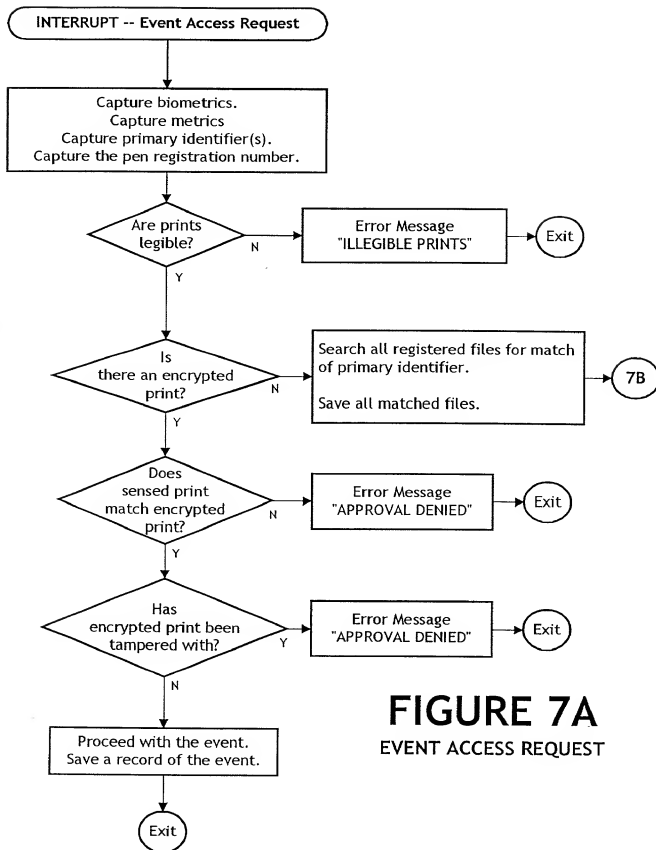 INTERRUPT -- Event Access Request
Capture biometrics.
Capture metrics
Capture primary identifier(s).
Capture the pen registration number.
Are prints
legible?
N
Error Message
"ILLEGIBLE PRINTS"
Exit
Y
Is
there an encrypted
print?
N
Search all registered files for match
of primary identifier.
Save all matched files.
7B
Y
Does
sensed print
match encrypted
print?
N
Error Message
"APPROVAL DENIED"
Exit
Y
Has
encrypted print been
tampered with?
Y
Error Message
"APPROVAL DENIED"
Exit
N
Proceed with the event.
Save a record of the event.
Exit
FIGURE 7A
EVENT ACCESS REQUEST